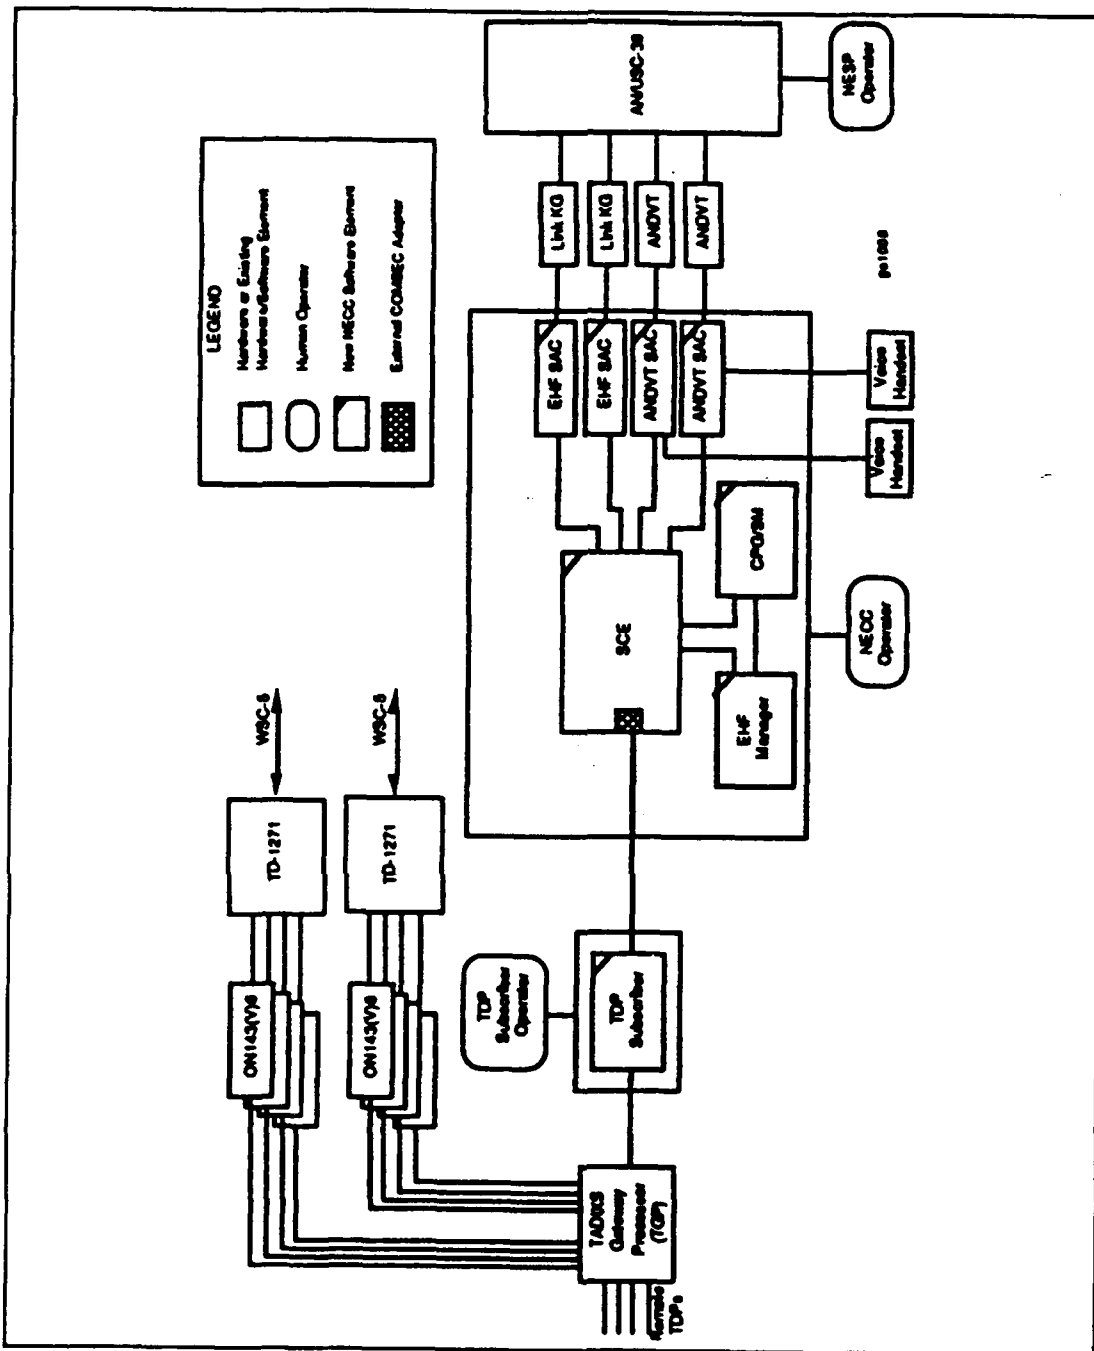 LEGEND
Hardware or Existing
Hardware/Software Element
Human Operator
New NECC Software Element
External COMSEC Adapter
WSC-5
WSC-5
TD-1271
TD-1271
ON143(V)6
ON143(V)6
TADIXS
Gateway
Processor
(TGP)
Remote
TDPs
TDP
Subscriber
Operator
TDP
Subscriber
SCE
EHF
Manager
CPO/SM
NECC
Operator
EHF SAC
EHF SAC
ANDVT SAC
ANDVT SAC
Link KG
Link KG
ANDVT
ANDVT
AN/USC-38
NESP
Operator
Voice
Handset
Voice
Handset